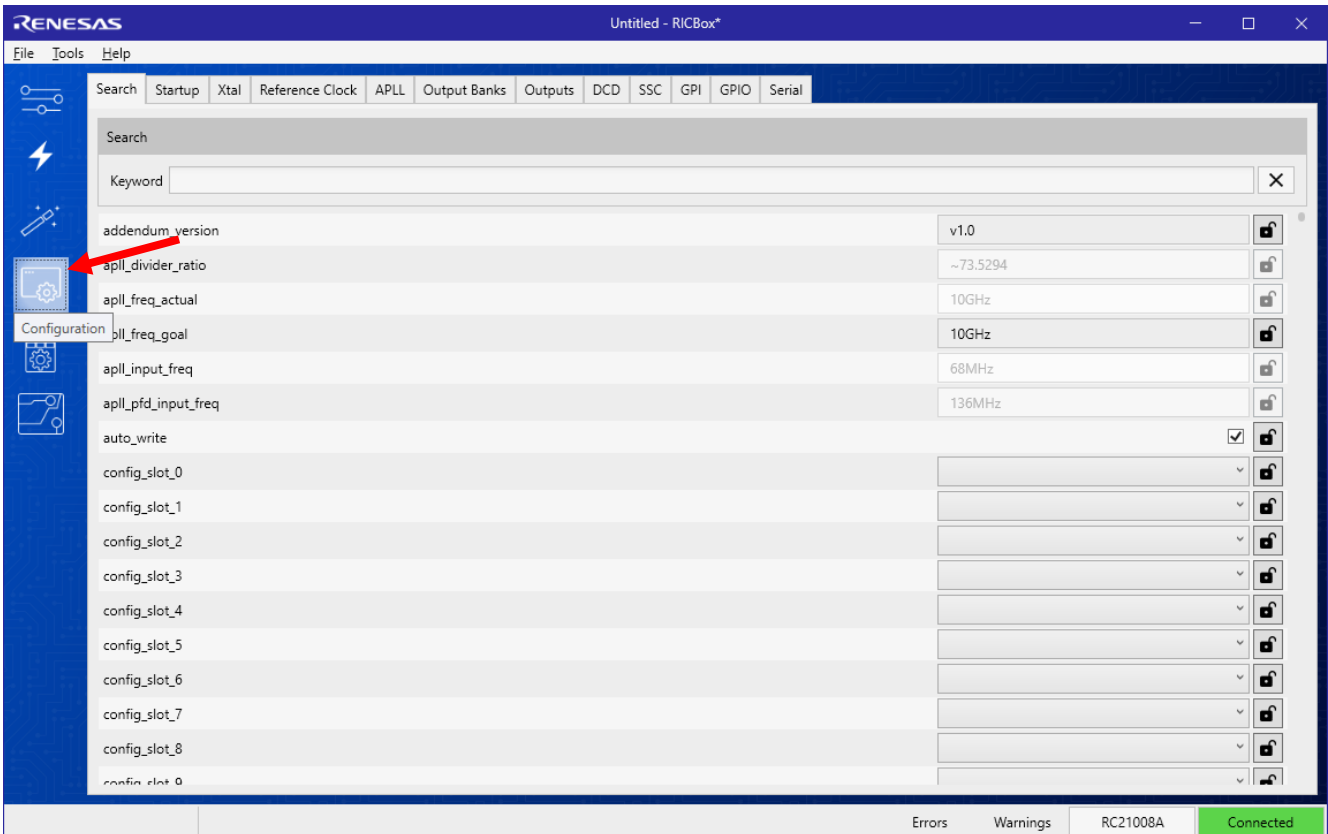 RENESAS
Untitled - RICBox*
File Tools Help
Search Startup Xtal Reference Clock APLL Output Banks Outputs DCD SSC GPI GPIO Serial
Search
Keyword
addendum_version v1.0
apll_divider_ratio ~73.5294
apll_freq_actual 10GHz
Configuration
pll_freq_goal 10GHz
apll_input_freq 68MHz
apll_pfd_input_freq 136MHz
auto_write
config_slot_0
config_slot_1
config_slot_2
config_slot_3
config_slot_4
config_slot_5
config_slot_6
config_slot_7
config_slot_8
config_slot_9
Errors Warnings RC21008A Connected